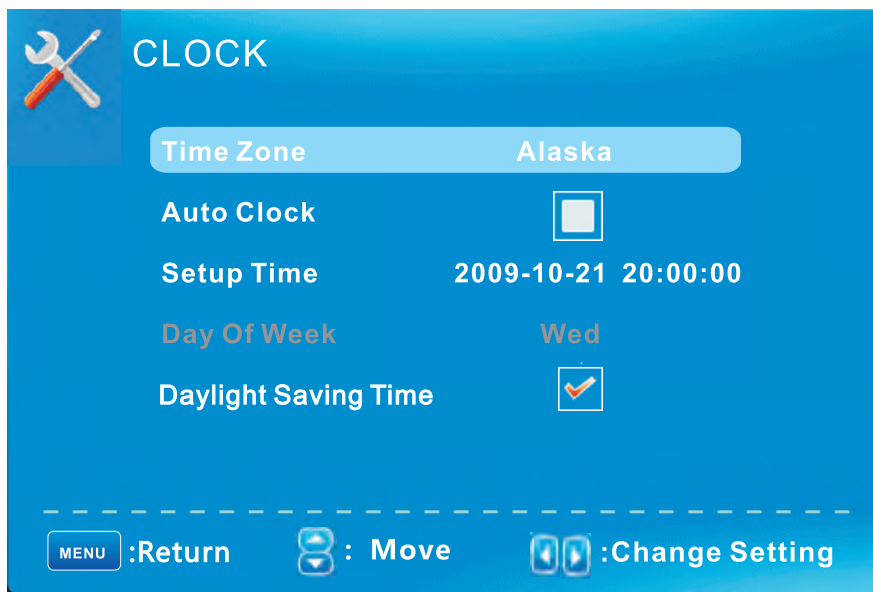 CLOCK
Time Zone Alaska
Auto Clock
Setup Time 2009-10-21 20:00:00
Day Of Week Wed
Daylight Saving Time
MENU :Return : Move :Change Setting